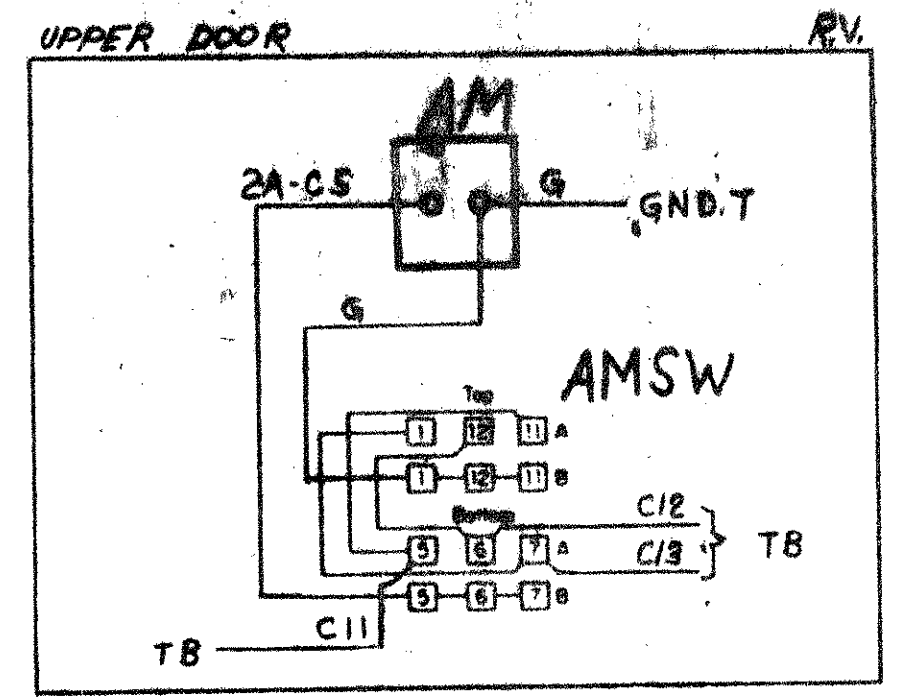 UPPER DOOR
R.V.
AM
2A-CS
G
GND.T
G
AMSW
Top
1 12 11 A
1 12 11 B
Bottom
C12
5 6 7 A
C13
TB
5 6 7 B
C11
TB